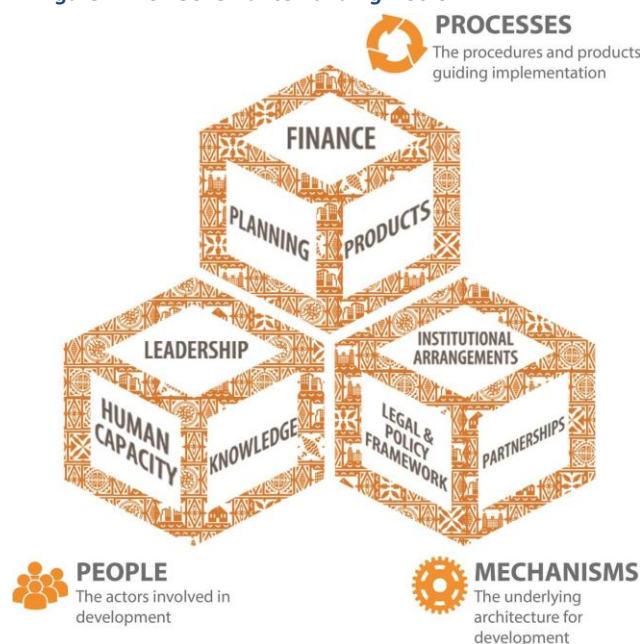 PROCESSES
The procedures and products
guiding implementation
FINANCE
PLANNING
PRODUCTS
LEADERSHIP
HUMAN
CAPACITY
KNOWLEDGE
INSTITUTIONAL
ARRANGEMENTS
LEGAL &
POLICY
FRAMEWORK
PARTNERSHIPS
PEOPLE
The actors involved in
development
MECHANISMS
The underlying
architecture for
development